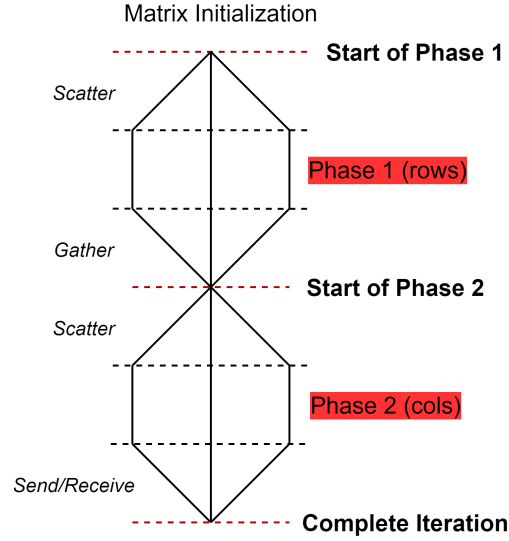 Matrix Initialization
Start of Phase 1
Scatter
Phase 1 (rows)
Gather
Start of Phase 2
Scatter
Phase 2 (cols)
Send/Receive
Complete Iteration